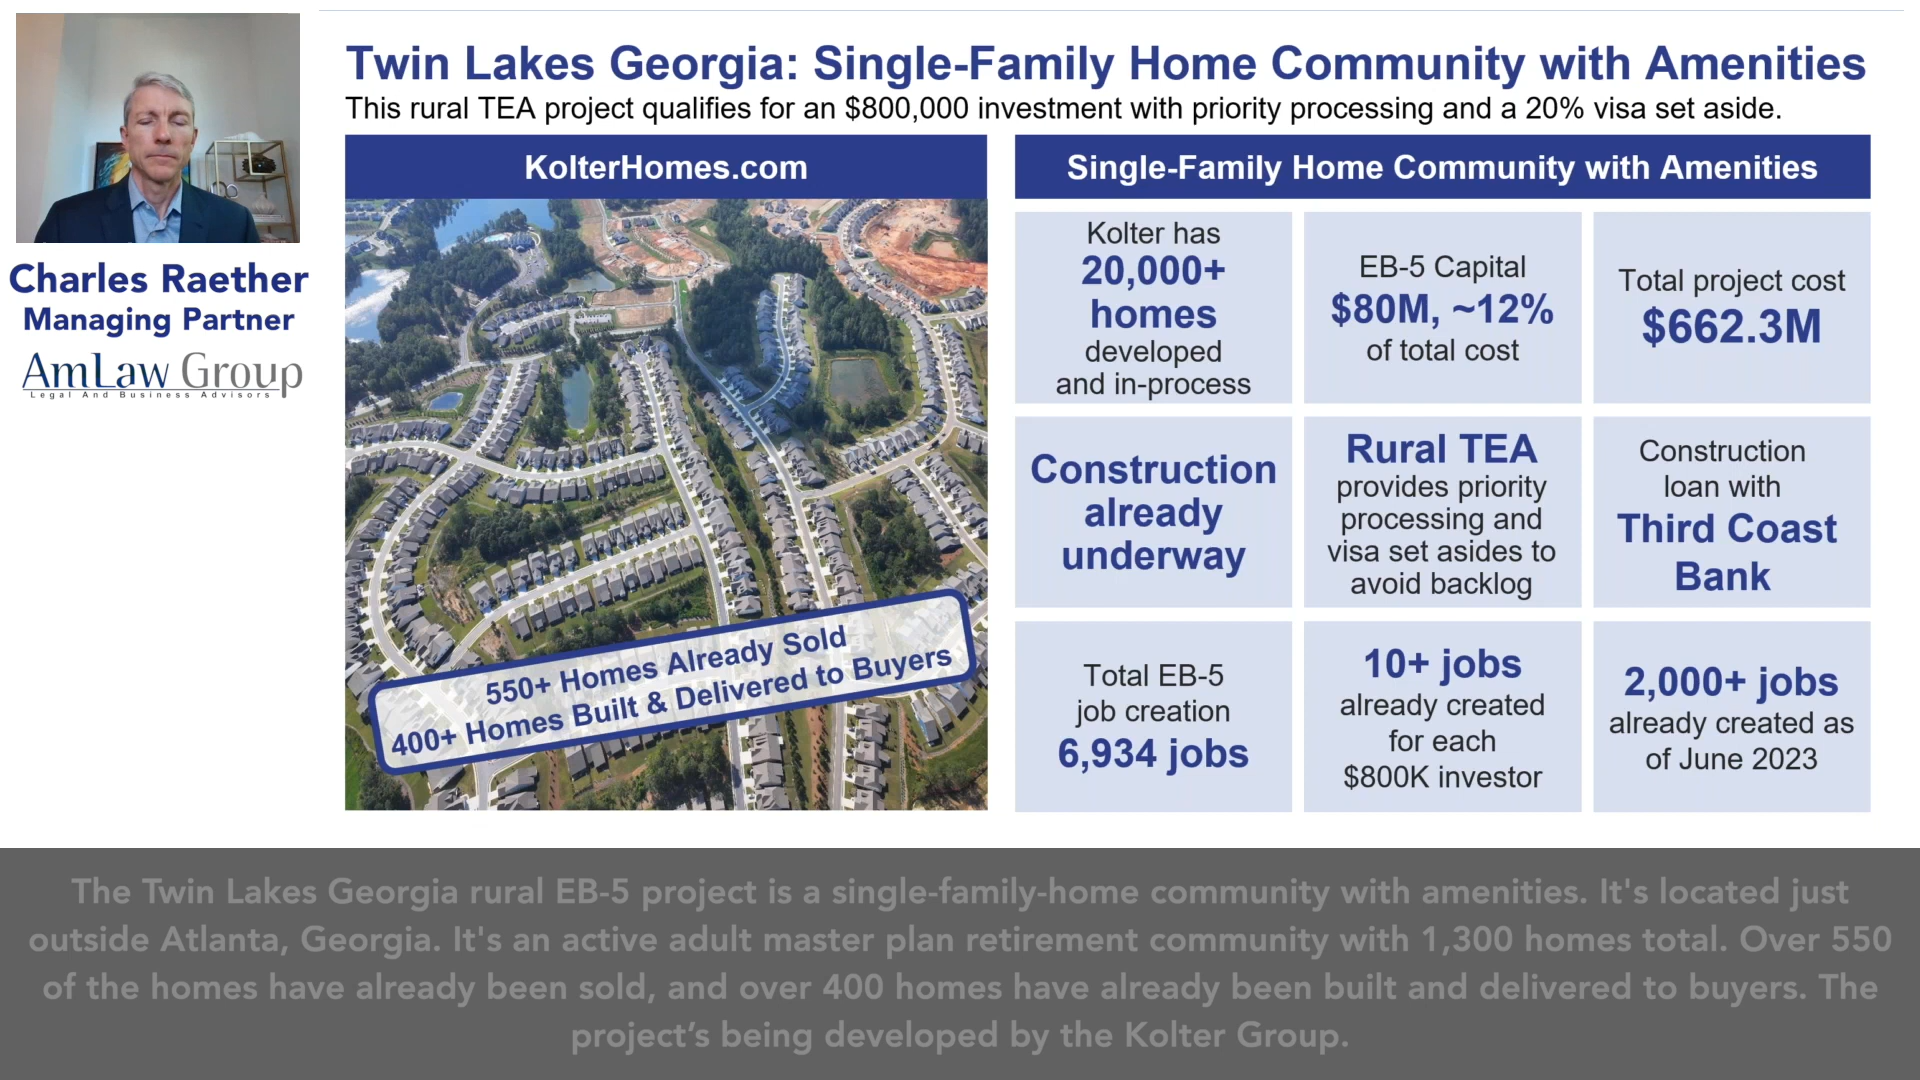 Twin Lakes Georgia: Single-Family Home Community with Amenities
This rural TEA project qualifies for an $800,000 investment with priority processing and a 20% visa set aside.
Charles Raether
Managing Partner
AmLaw Group
Legal And Business Advisors
KolterHomes.com
550+ Homes Already Sold
400+ Homes Built & Delivered to Buyers
Single-Family Home Community with Amenities
Kolter has
20,000+
homes
developed
and in-process
EB-5 Capital
$80M, ~12%
of total cost
Total project cost
$662.3M
Construction
already
underway
Rural TEA
provides priority
processing and
visa set asides to
avoid backlog
Construction
loan with
Third Coast
Bank
Total EB-5
job creation
6,934 jobs
10+ jobs
already created
for each
$800K investor
2,000+ jobs
already created as
of June 2023
The Twin Lakes Georgia rural EB-5 project is a single-family-home community with amenities. It's located just
outside Atlanta, Georgia. It's an active adult master plan retirement community with 1,300 homes total. Over 550
of the homes have already been sold, and over 400 homes have already been built and delivered to buyers. The
project’s being developed by the Kolter Group.